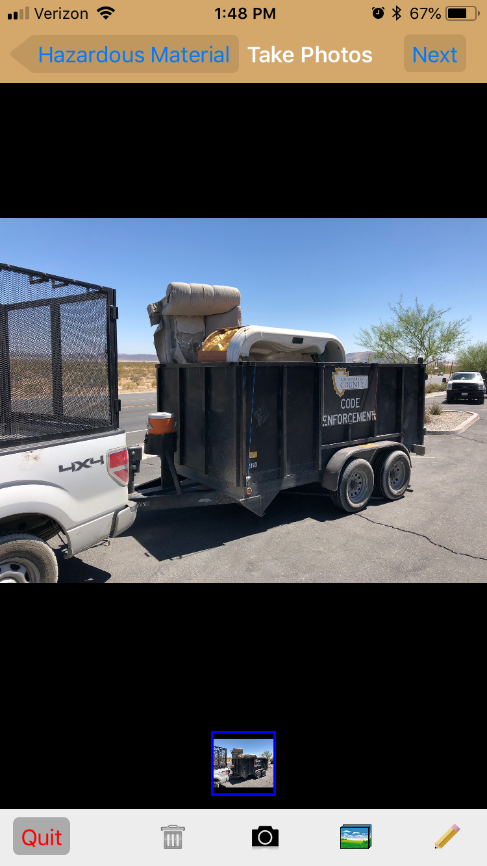 Verizon 1:48 PM 67%
Hazardous Material Take Photos Next
COUNTY
CODE
ENFORCEMENT
4X4
Quit